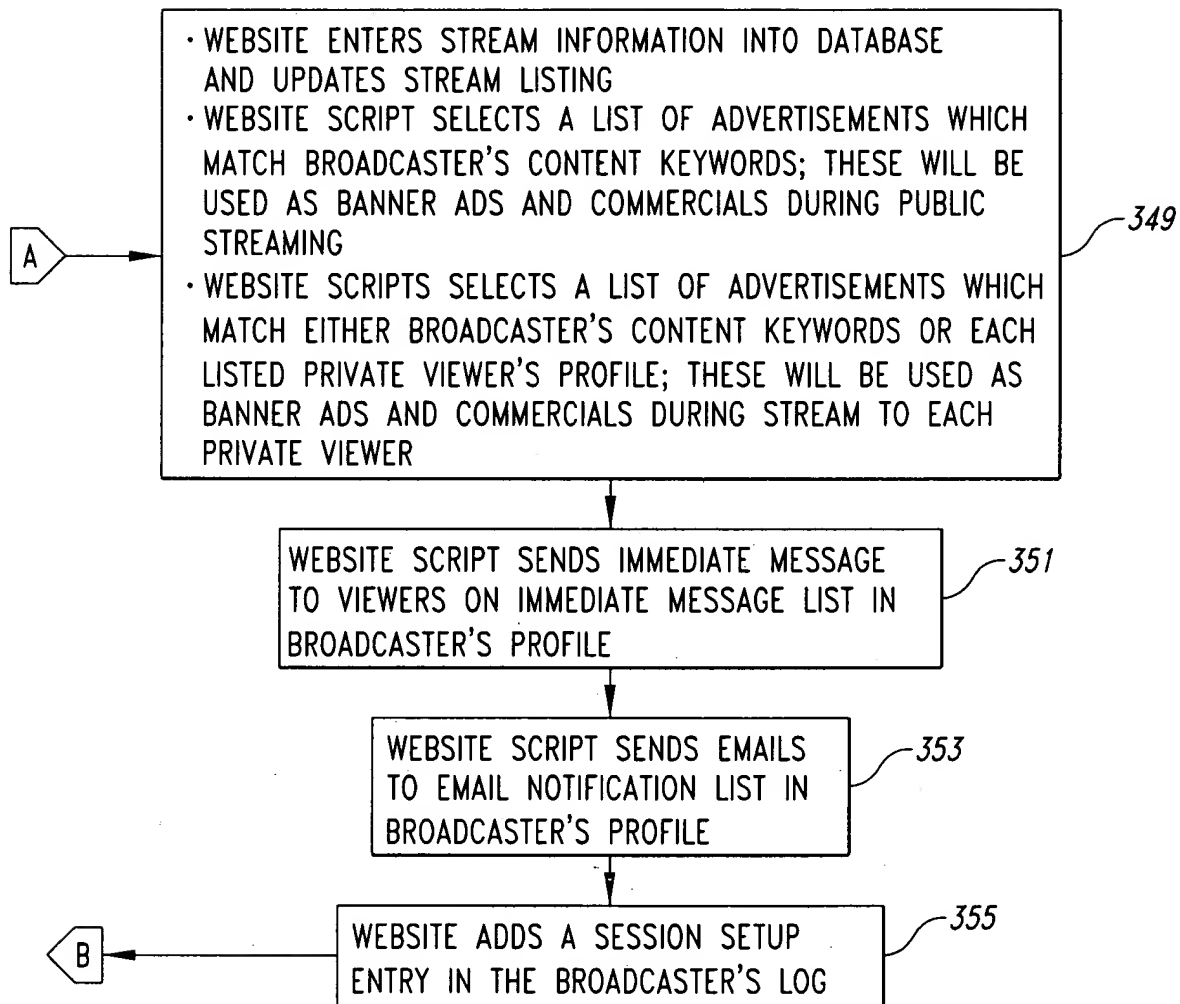 · WEBSITE ENTERS STREAM INFORMATION INTO DATABASE
AND UPDATES STREAM LISTING
· WEBSITE SCRIPT SELECTS A LIST OF ADVERTISEMENTS WHICH
MATCH BROADCASTER'S CONTENT KEYWORDS; THESE WILL BE
USED AS BANNER ADS AND COMMERCIALS DURING PUBLIC
STREAMING
· WEBSITE SCRIPTS SELECTS A LIST OF ADVERTISEMENTS WHICH
MATCH EITHER BROADCASTER'S CONTENT KEYWORDS OR EACH
LISTED PRIVATE VIEWER'S PROFILE; THESE WILL BE USED AS
BANNER ADS AND COMMERCIALS DURING STREAM TO EACH
PRIVATE VIEWER
349
A
WEBSITE SCRIPT SENDS IMMEDIATE MESSAGE
TO VIEWERS ON IMMEDIATE MESSAGE LIST IN
BROADCASTER'S PROFILE
351
WEBSITE SCRIPT SENDS EMAILS
TO EMAIL NOTIFICATION LIST IN
BROADCASTER'S PROFILE
353
WEBSITE ADDS A SESSION SETUP
ENTRY IN THE BROADCASTER'S LOG
355
B